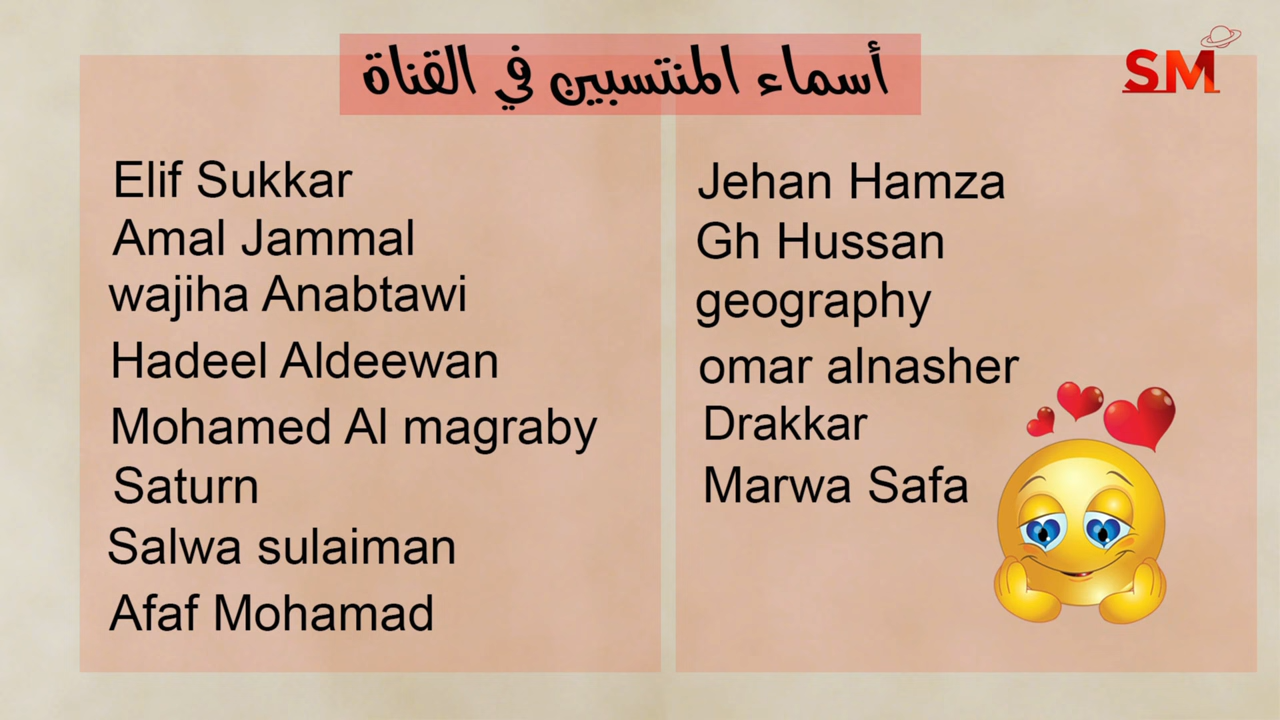 أسماء المنتسبين في القناة
SM
Elif Sukkar
Amal Jammal
wajiha Anabtawi
Hadeel Aldeewan
Mohamed Al magraby
Saturn
Salwa sulaiman
Afaf Mohamad
Jehan Hamza
Gh Hussan
geography
omar alnasher
Drakkar
Marwa Safa